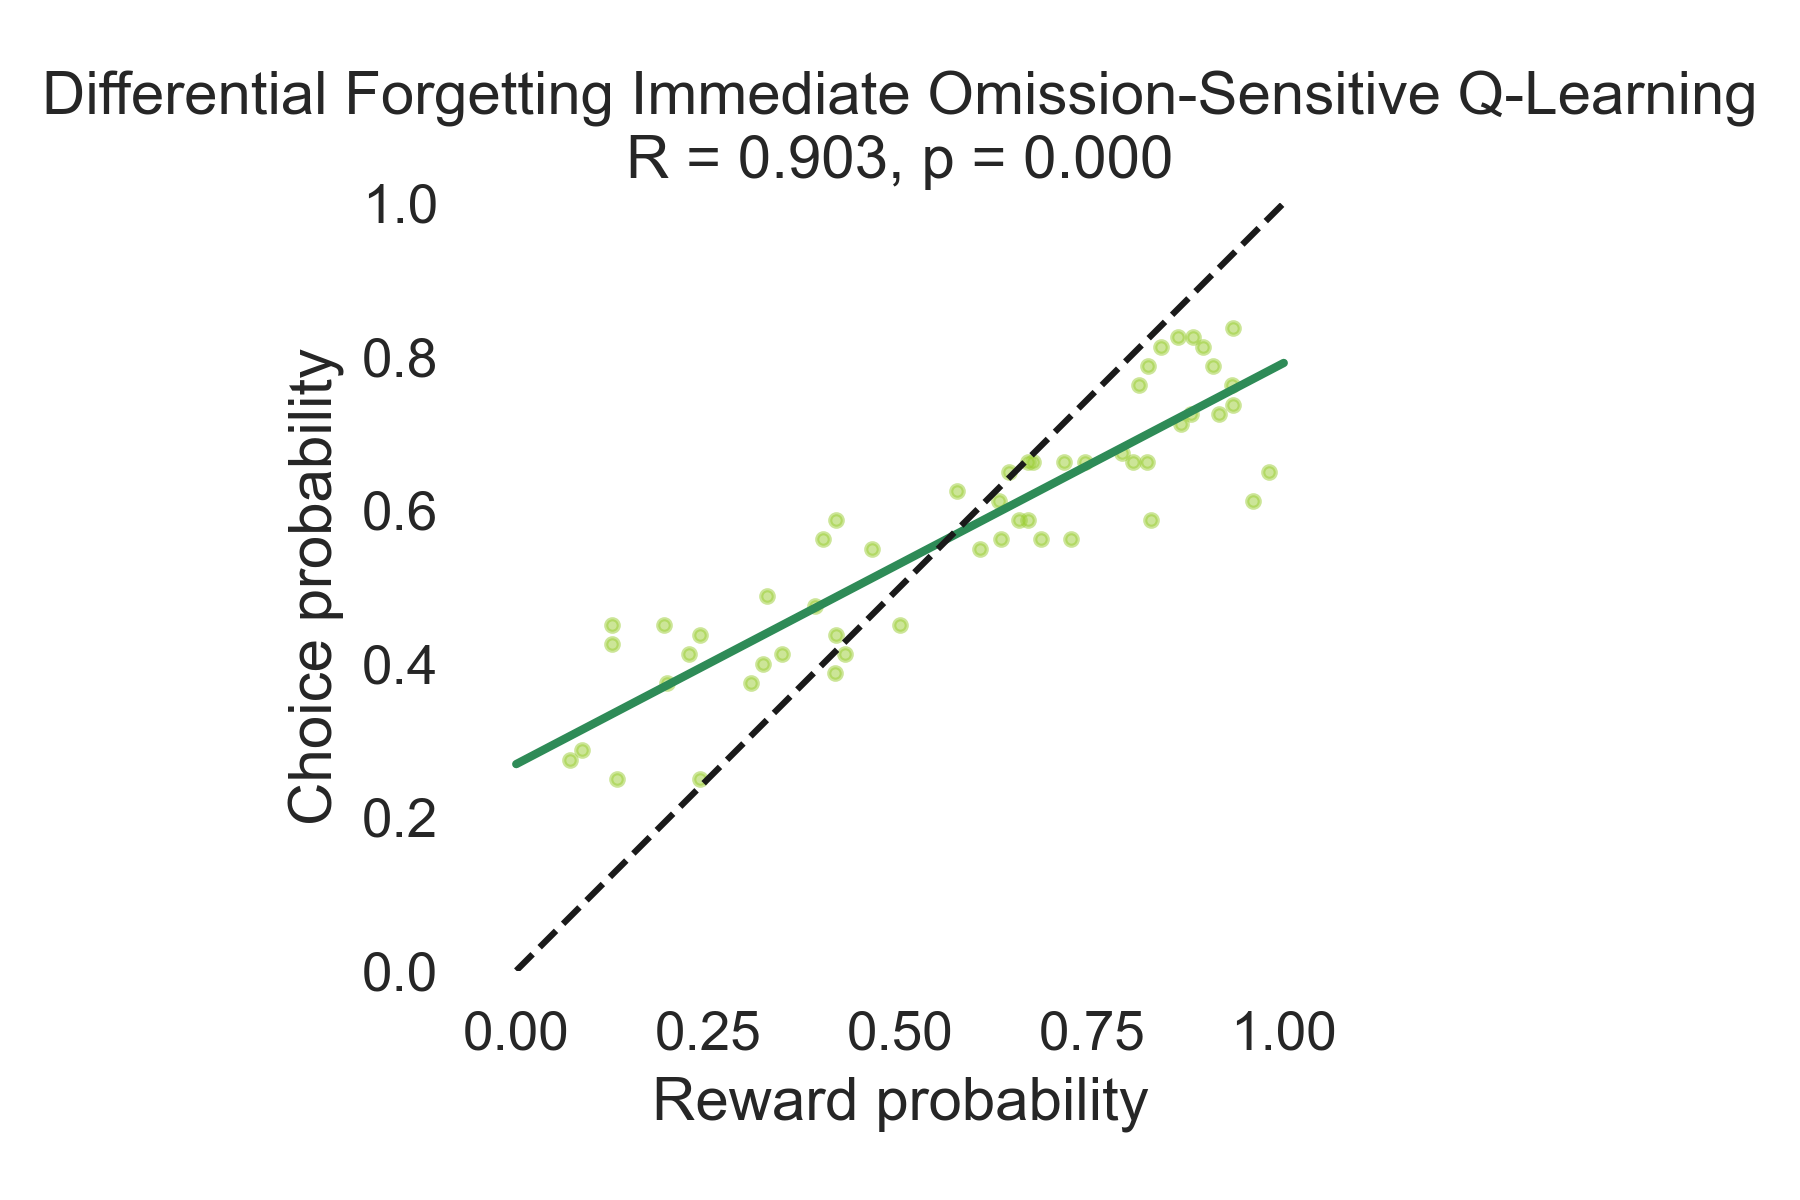 Differential Forgetting Immediate Omission-Sensitive Q-Learning
R = 0.903, p = 0.000
1.0
0.8
0.6
0.4
0.2
0.0
Choice probability
0.00 0.25 0.50 0.75 1.00
Reward probability